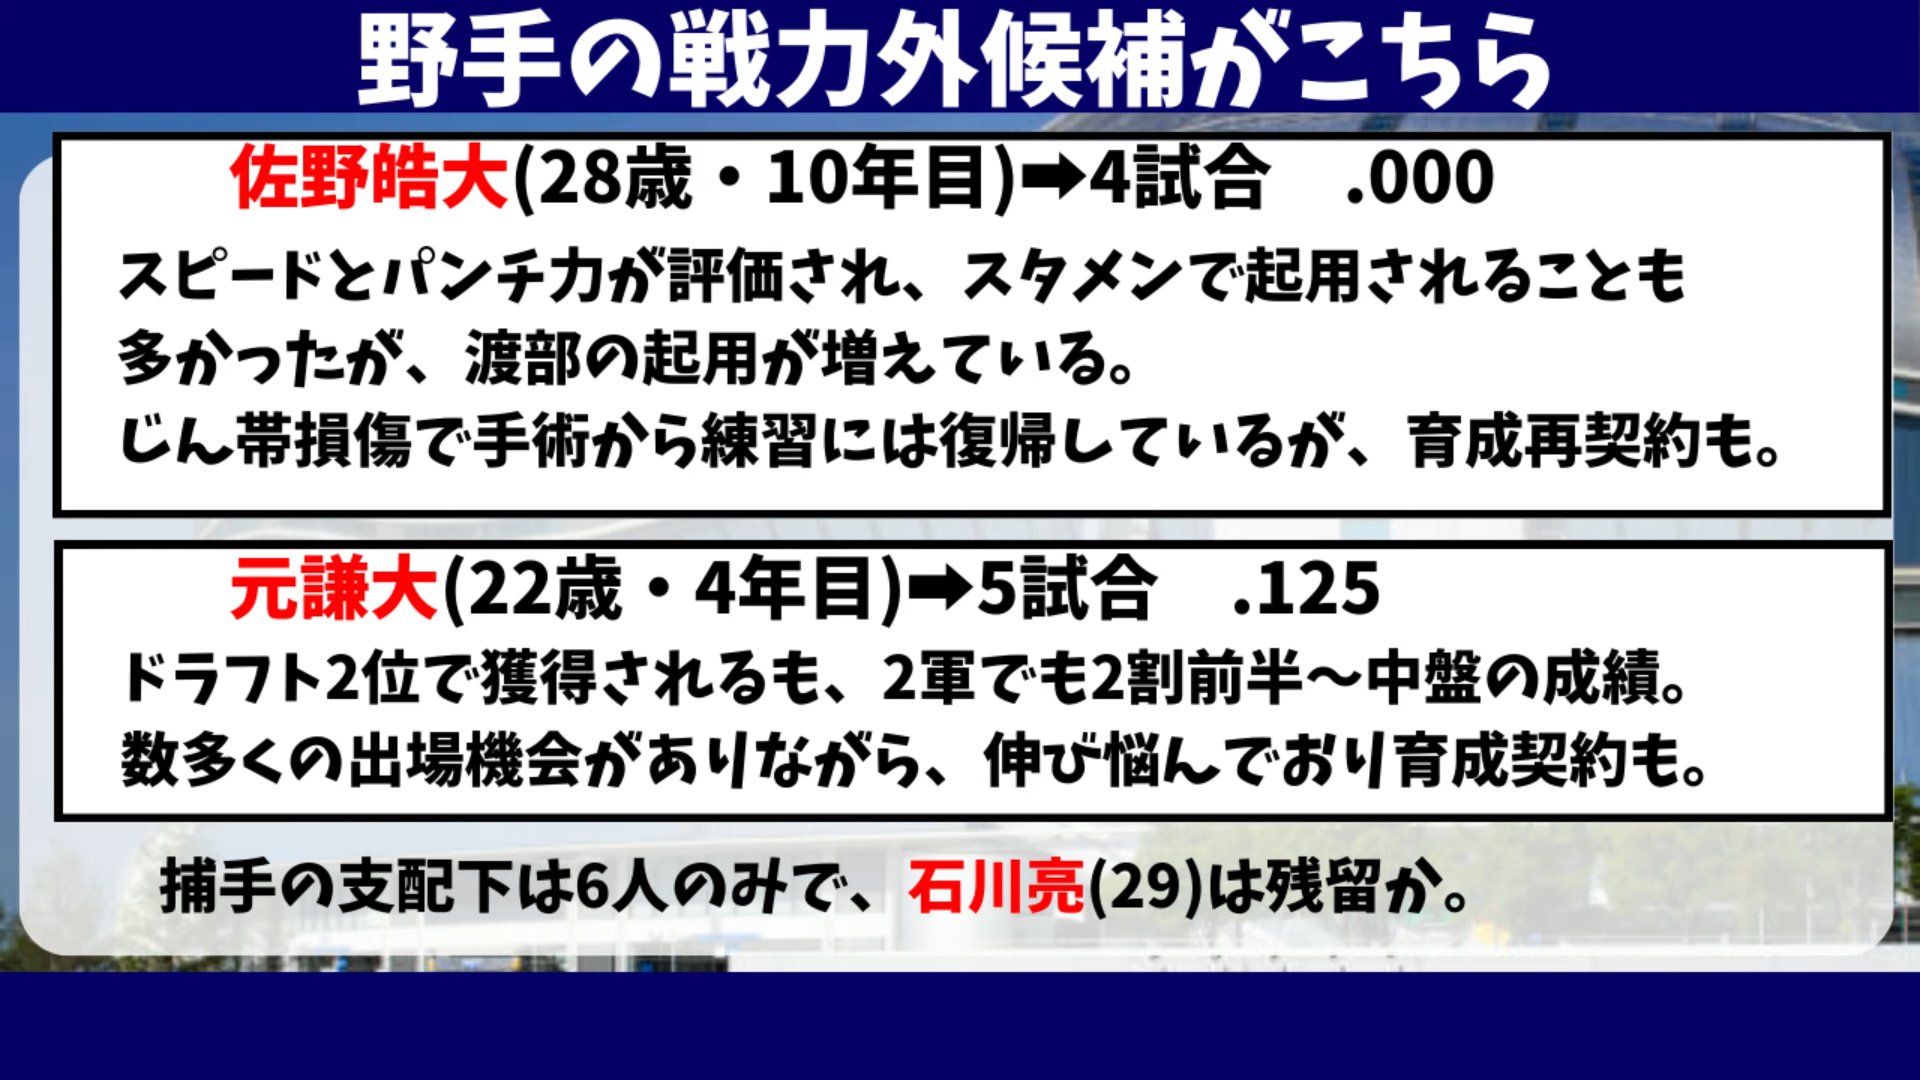 野手の戦力外候補がこちら
佐野皓大(28歳・10年目)➡4試合　.000
スピードとパンチ力が評価され、スタメンで起用されることも
多かったが、渡部の起用が増えている。
じん帯損傷で手術から練習には復帰しているが、育成再契約も。
元謙大(22歳・4年目)➡5試合　.125
ドラフト2位で獲得されるも、2軍でも2割前半～中盤の成績。
数多くの出場機会がありながら、伸び悩んでおり育成契約も。
捕手の支配下は6人のみで、石川亮(29)は残留か。